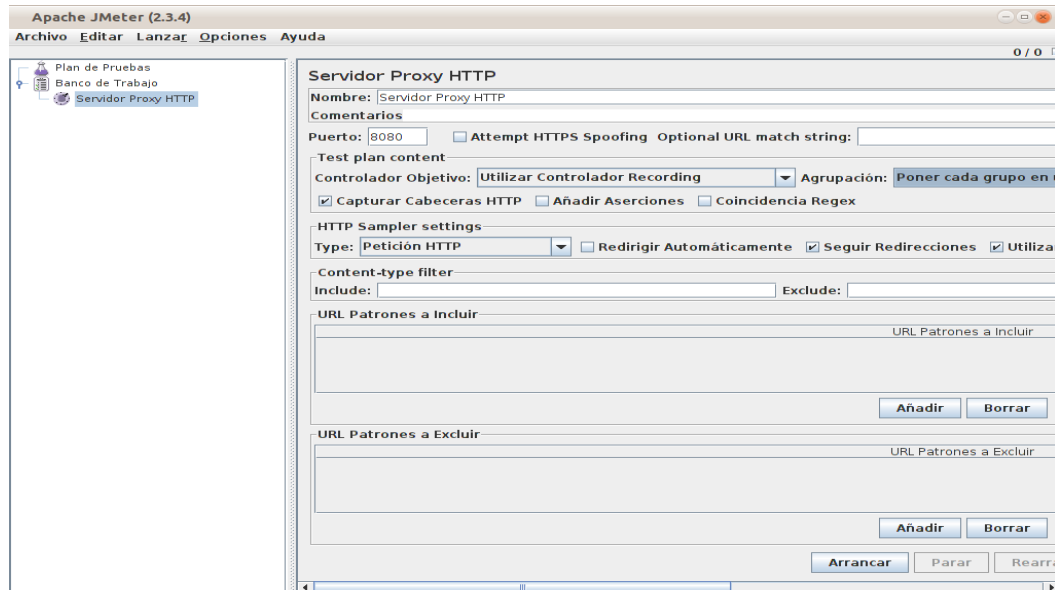 Apache JMeter (2.3.4)
Archivo Editar Lanzar Opciones Ayuda
0 / 0
Plan de Pruebas
Banco de Trabajo
Servidor Proxy HTTP
Servidor Proxy HTTP
Nombre: Servidor Proxy HTTP
Comentarios
Puerto: 8080 Attempt HTTPS Spoofing Optional URL match string:
Test plan content
Controlador Objetivo: Utilizar Controlador Recording Agrupación: Poner cada grupo en
Capturar Cabeceras HTTP Añadir Aserciones Coincidencia Regex
HTTP Sampler settings
Type: Petición HTTP Redirigir Automáticamente Seguir Redirecciones Utiliza
Content-type filter
Include: Exclude:
URL Patrones a Incluir
URL Patrones a Incluir
Añadir Borrar
URL Patrones a Excluir
URL Patrones a Excluir
Añadir Borrar
Arrancar Parar Rearra